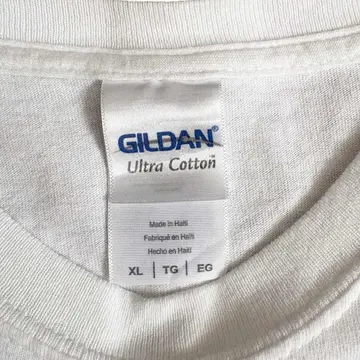 GILDAN®
Ultra Cotton
Made in Haiti
Fabriqué en Haïti
Hecho en Haití
XL | TG | EG